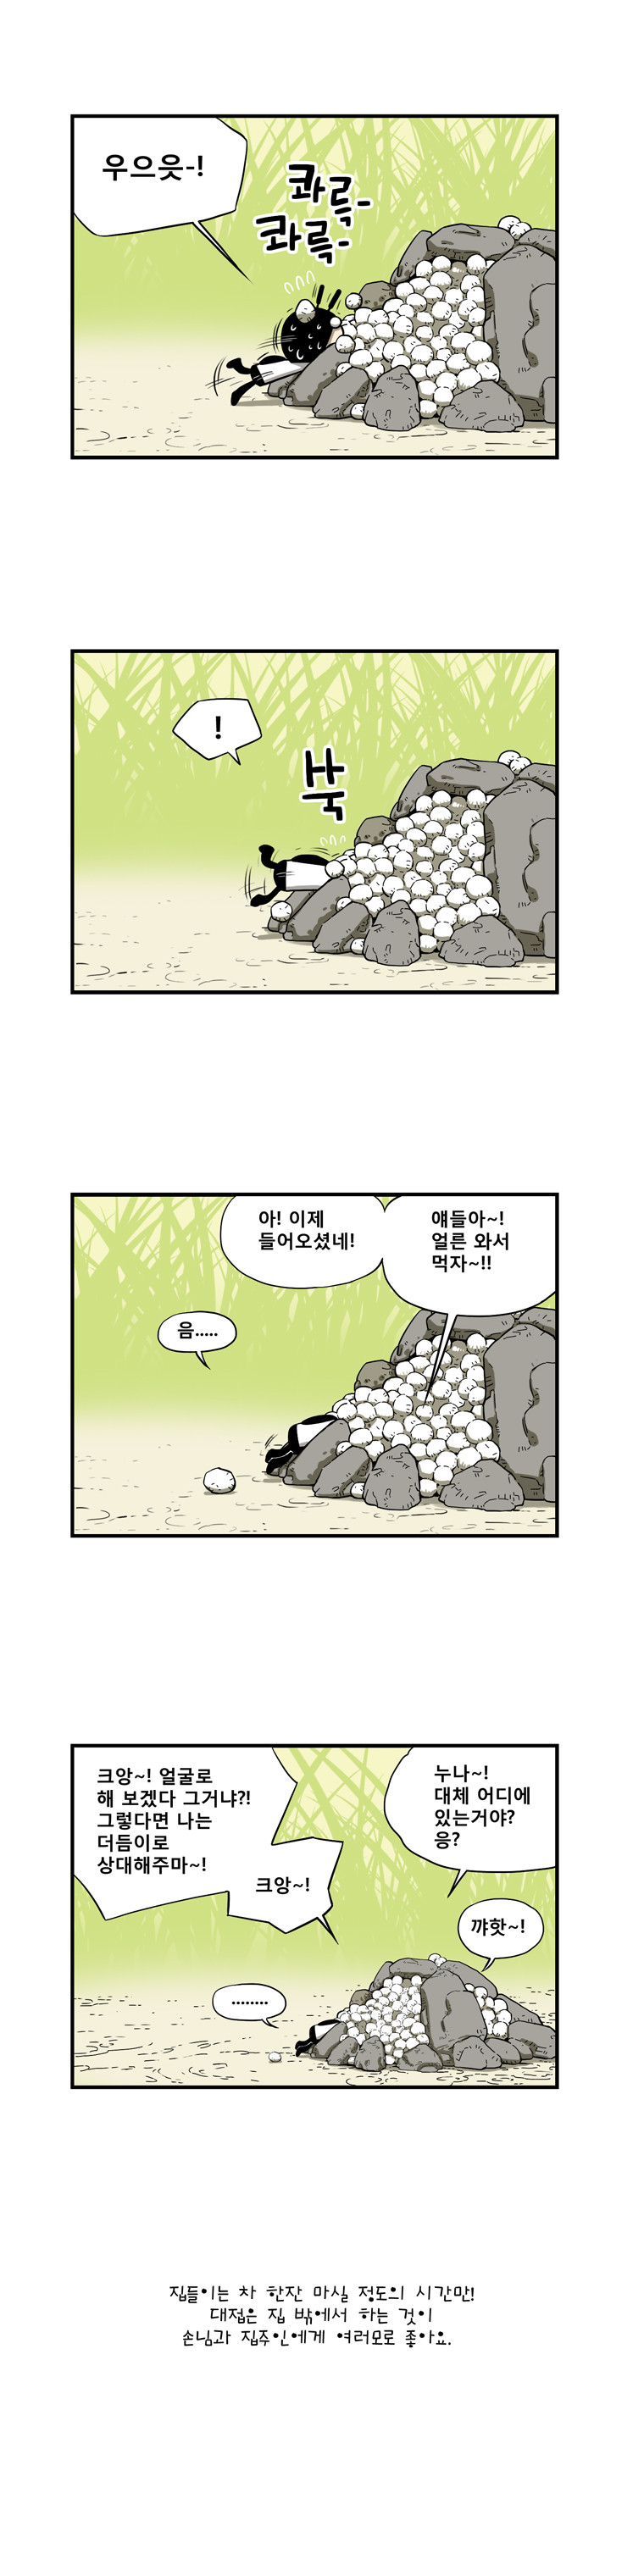 우으읏-!
콰륵-
콰륵-
!
쑥
아! 이제
들어오셨네!
얘들아~!
얼른 와서
먹자~!!
음.....
크앙~! 얼굴로
해 보겠다 그거냐?!
그렇다면 나는
더듬이로
상대해주마~!
크앙~!
누나~!
대체 어디에
있는거야?
응?
꺄핫~!
........
집들이는 차 한잔 마실 정도의 시간만!
대접은 집 밖에서 하는 것이
손님과 집주인에게 여러모로 좋아요.